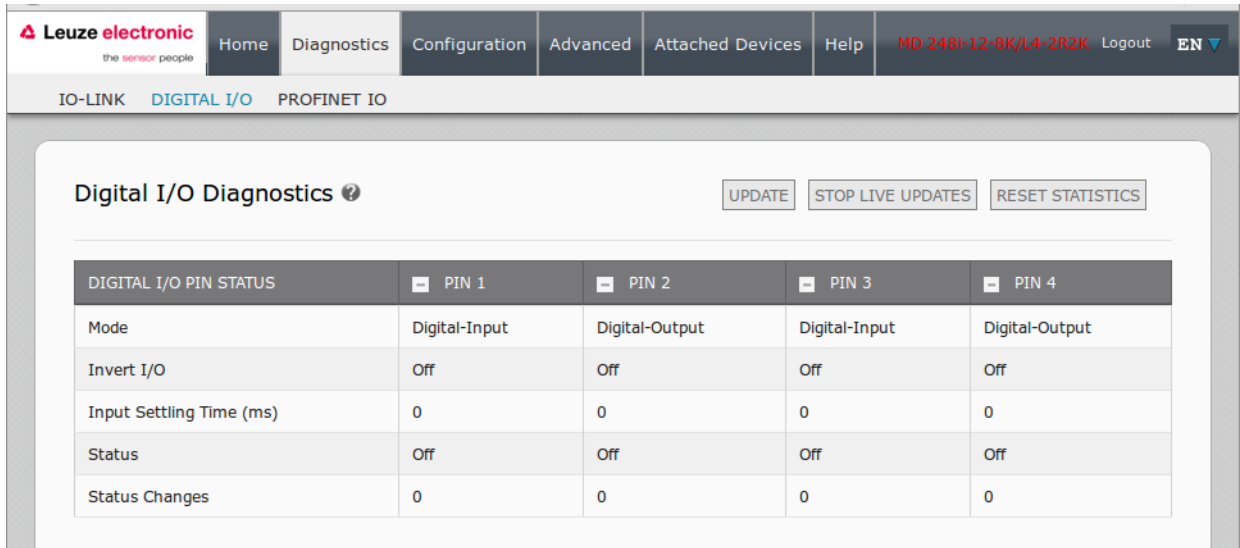 Leuze electronic
the sensor people
Home Diagnostics Configuration Advanced Attached Devices Help MD 248i-12-8K/L4-2R2K Logout EN
IO-LINK DIGITAL I/O PROFINET IO
Digital I/O Diagnostics ?
UPDATE STOP LIVE UPDATES RESET STATISTICS
DIGITAL I/O PIN STATUS PIN 1 PIN 2 PIN 3 PIN 4
Mode Digital-Input Digital-Output Digital-Input Digital-Output
Invert I/O Off Off Off Off
Input Settling Time (ms) 0 0 0 0
Status Off Off Off Off
Status Changes 0 0 0 0